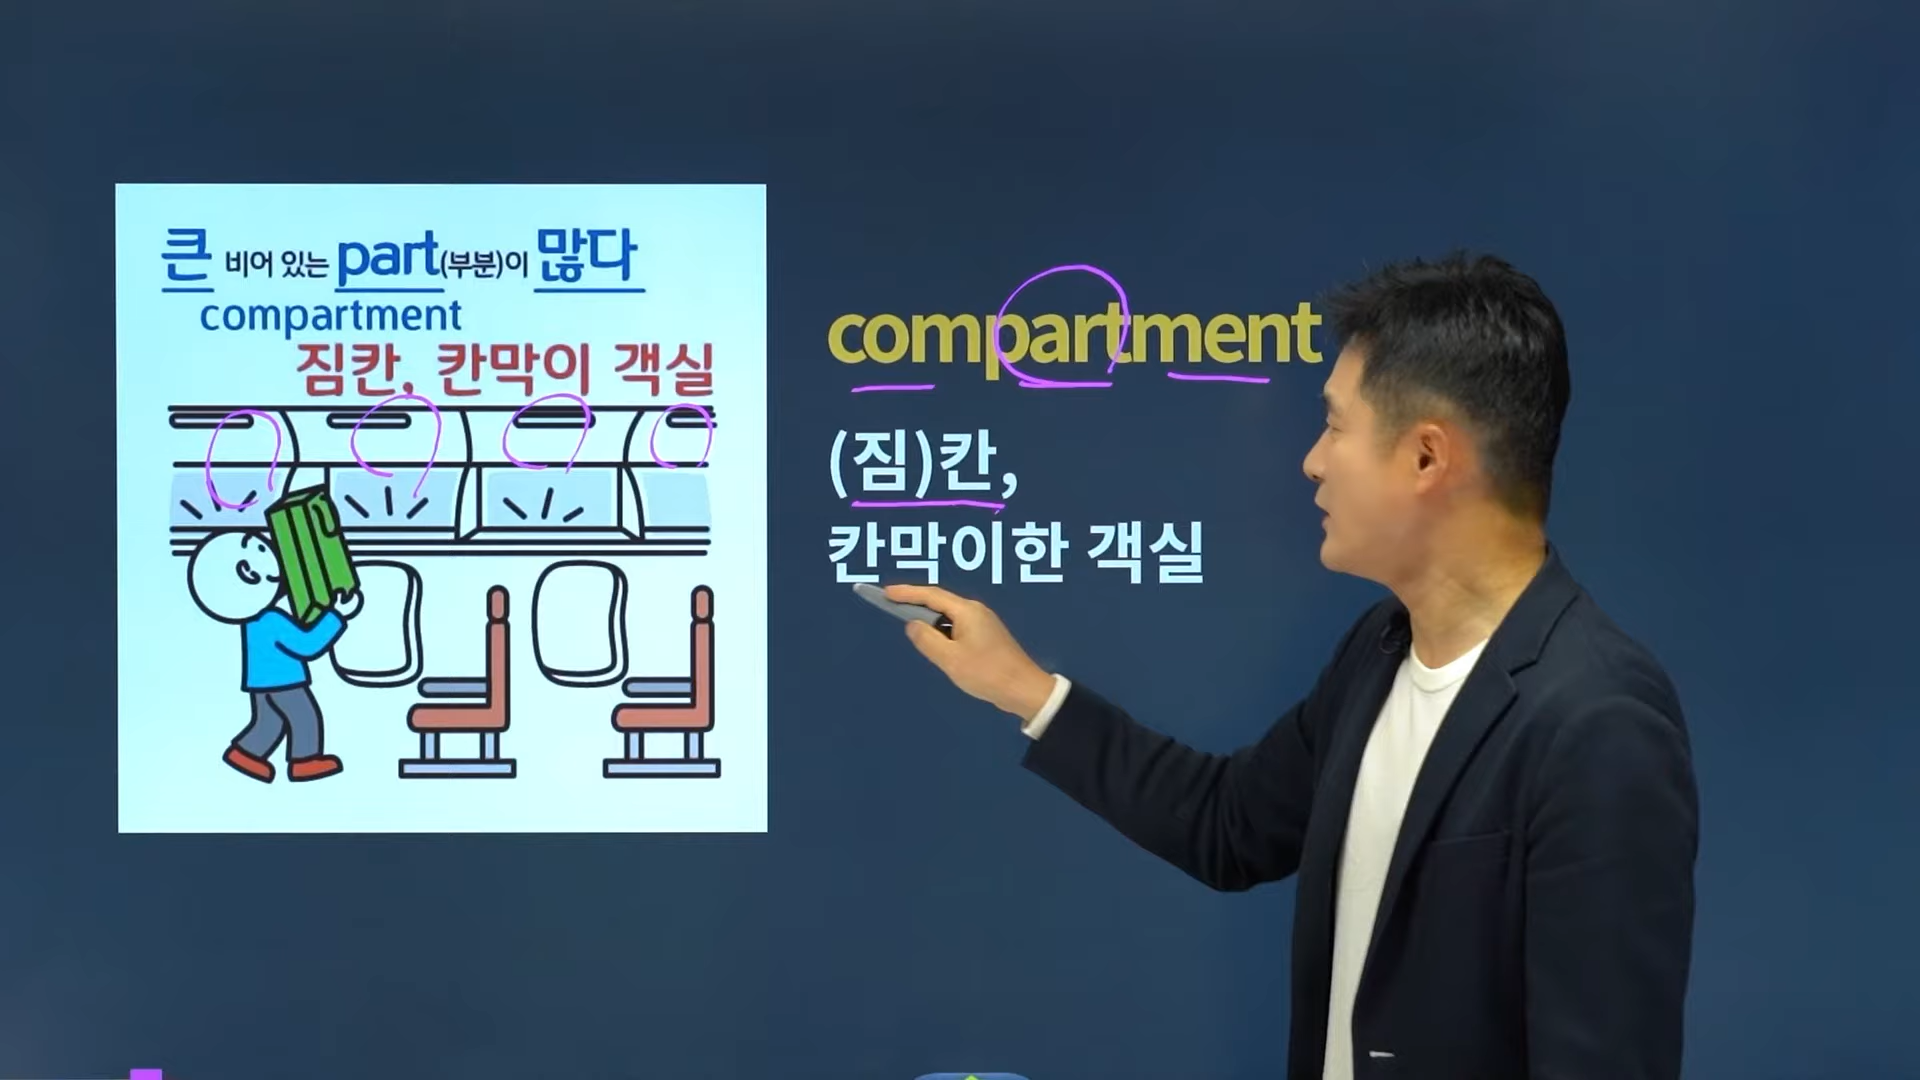 큰 비어 있는 part(부분)이 많다
compartment
짐칸, 칸막이 객실
compartment
(짐)칸,
칸막이한 객실